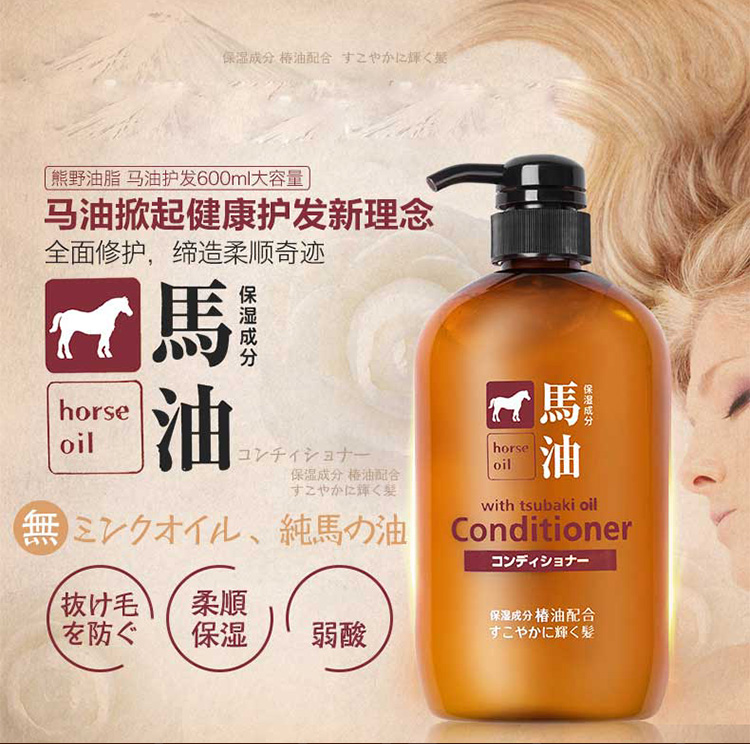 保湿成分 椿油配合 すこやかに輝く髪
熊野油脂 马油护发600ml大容量
马油掀起健康护发新理念
全面修护，缔造柔顺奇迹
馬油
保湿成分
horse
oil
コンディショナー
保湿成分 椿油配合
すこやかに輝く髪
無 ミンクオイル、純馬の油
抜け毛
を防ぐ
柔順
保湿
弱酸
馬油
保湿成分
horse
oil
with tsubaki oil
Conditioner
コンディショナー
保湿成分 椿油配合
すこやかに輝く髪